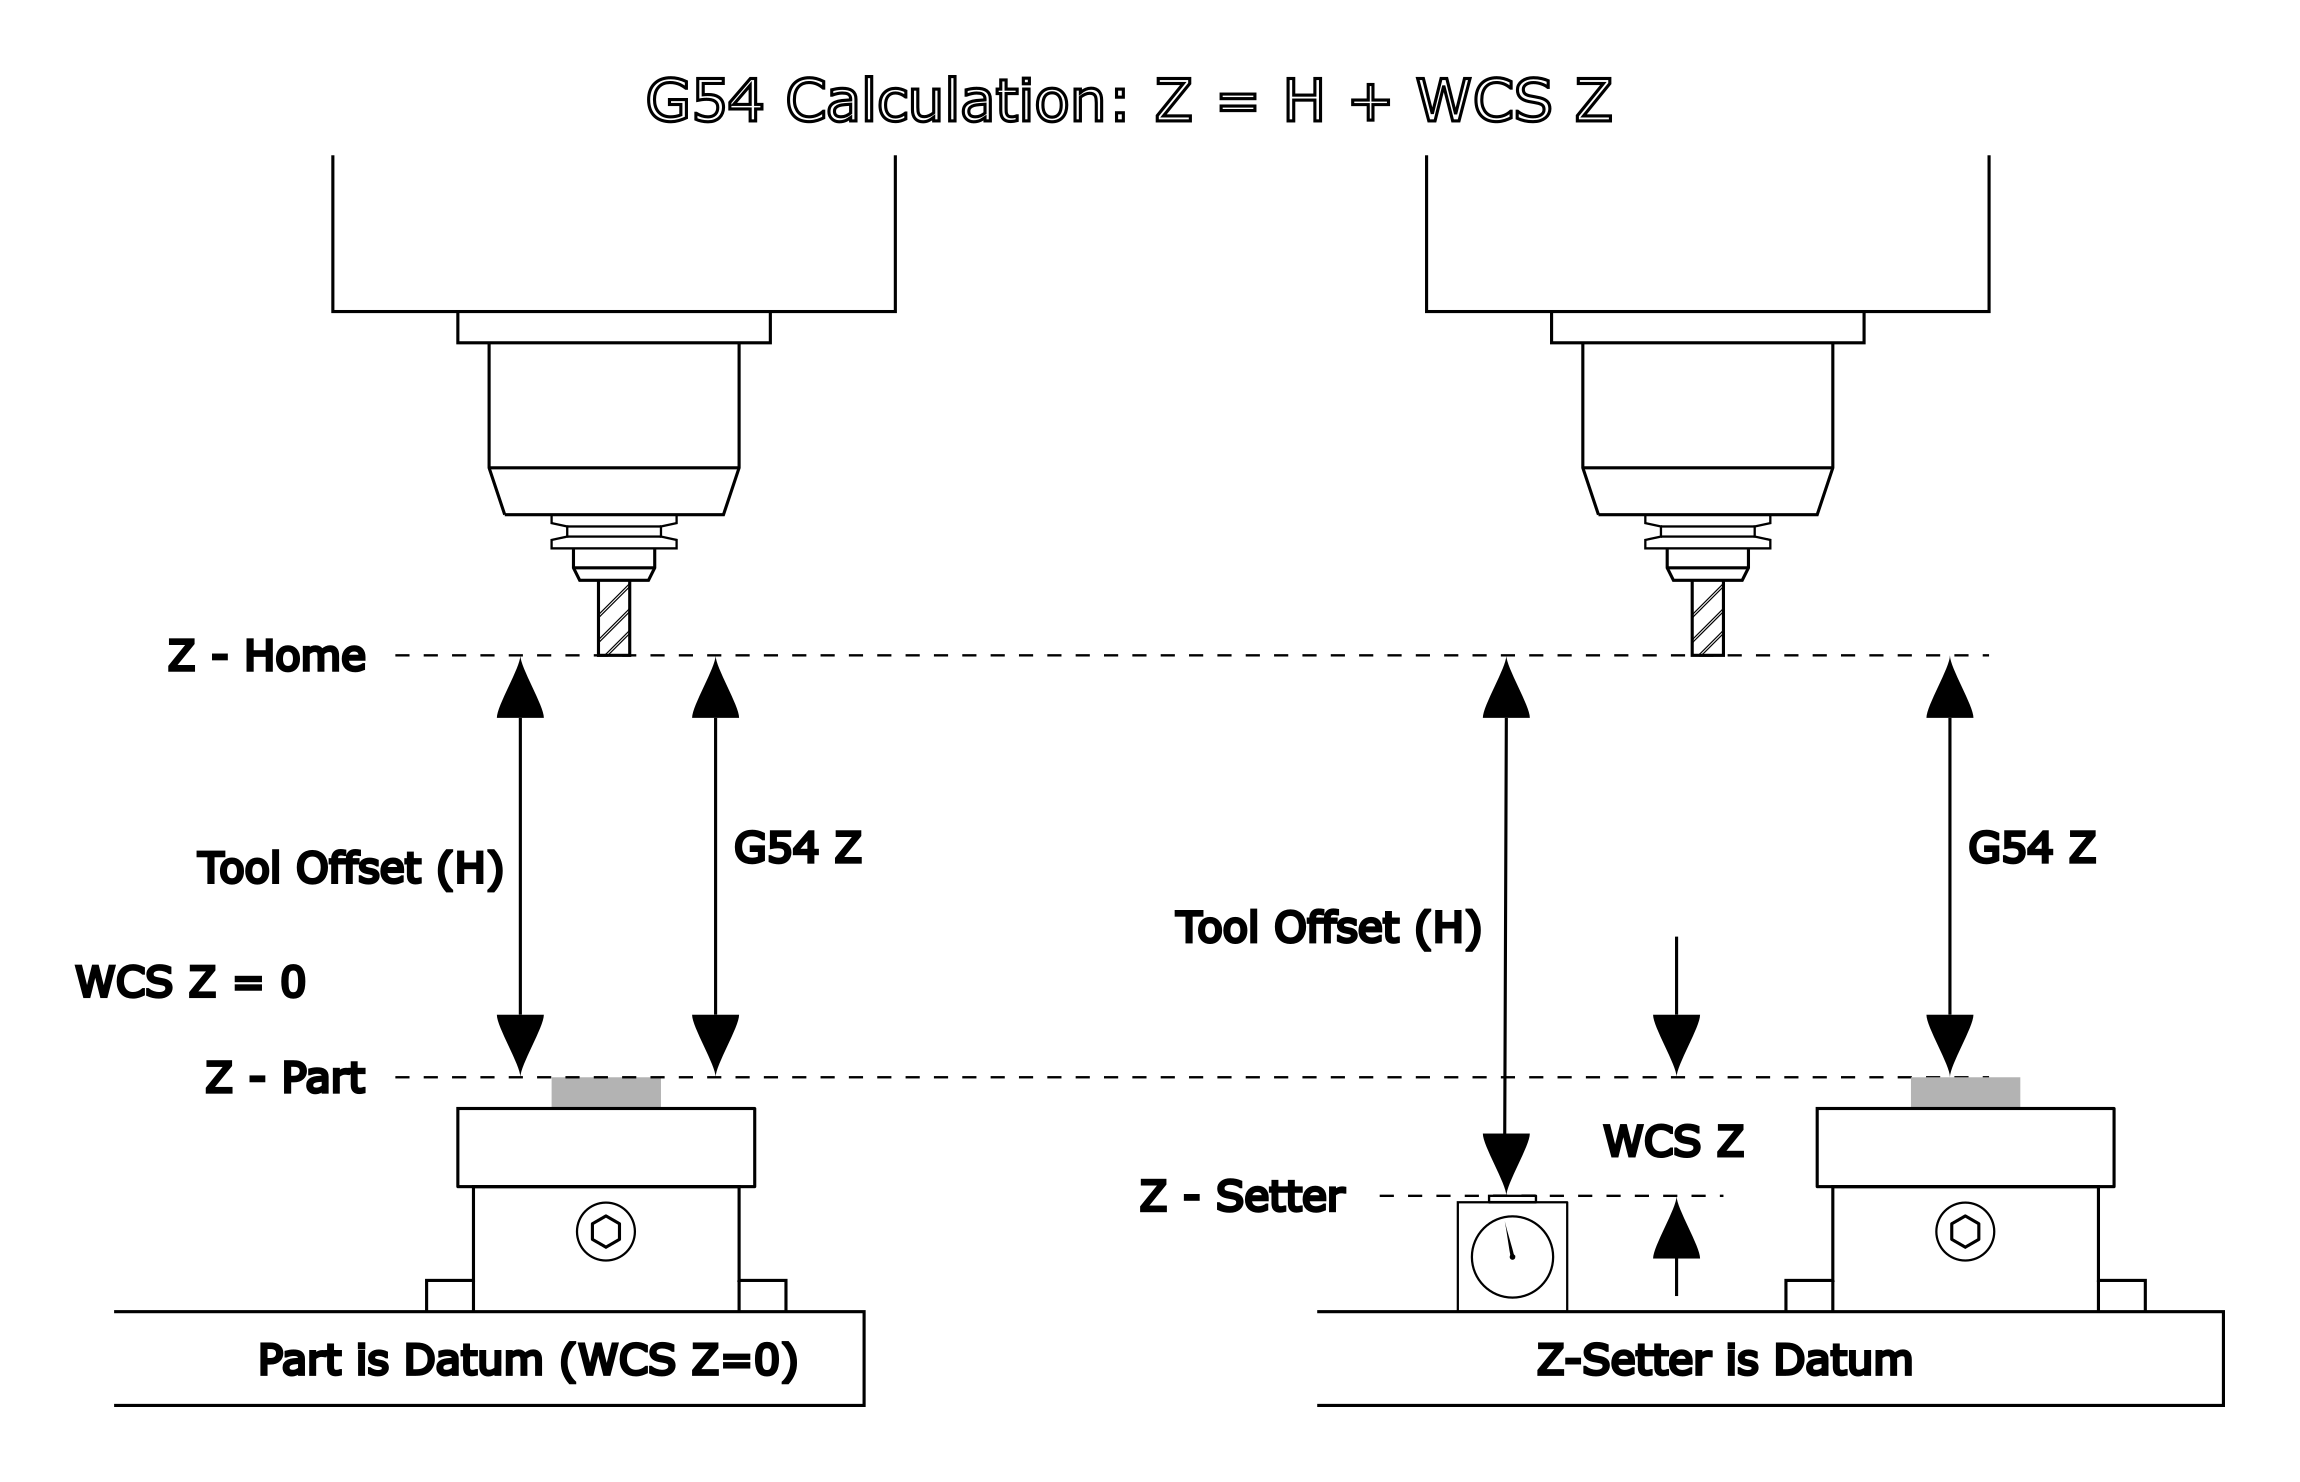 G54 Calculation: Z = H + WCS Z
Z - Home
Tool Offset (H)
G54 Z
WCS Z = 0
Z - Part
Part is Datum (WCS Z=0)
Tool Offset (H)
G54 Z
WCS Z
Z - Setter
Z-Setter is Datum